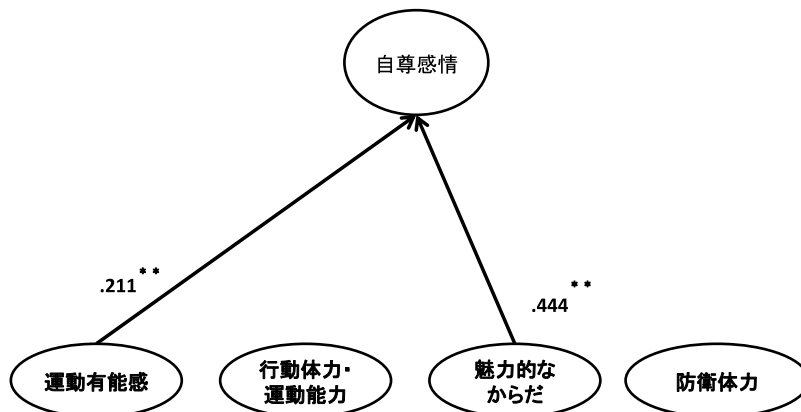 自尊感情
.211**
.444**
運動有能感
行動体力・
運動能力
魅力的な
からだ
防衛体力